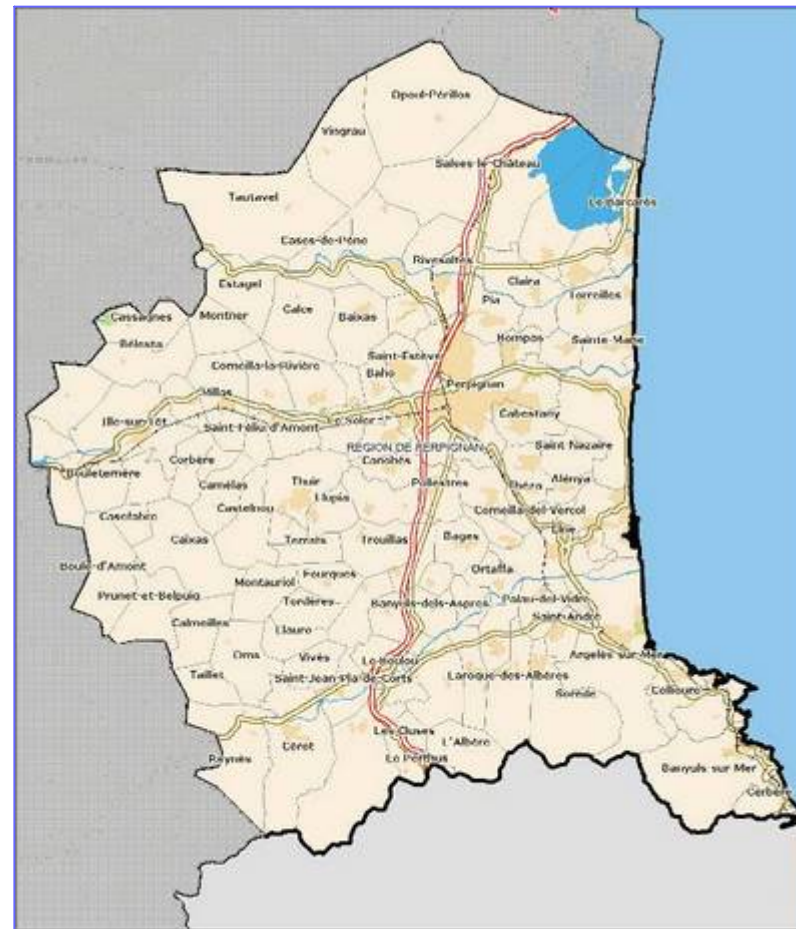 Opoul-Périllos
Vingrau
Salses le Château
Tautavel
Le Barcarès
Cases-de-Pène
Rivesaltes
Estagel
Claira
Torreilles
Pia
Cassagnes
Montner
Calce
Baixas
Bélesta
Bompas
Sainte Marie
Saint-Estève
Corneilla-la-Rivière
Baho
Millas
Perpignan
Ille-sur-Têt
Le Soler
Cabestany
Saint-Féliu d'Amont
REGION DE PERPIGNAN
Saint Nazaire
Corbère
Canohès
Bouleternère
Camélas
Thuir
Llupia
Pollestres
Théza
Alénya
Casefabre
Castelnou
Corneilla-del-Vercol
Elne
Caixas
Terrats
Trouillas
Bages
Boule-d'Amont
Montauriol
Fourques
Ortaffa
Prunet-et-Belpuig
Tordères
Banyuls-dels-Aspres
Palau-del-Vidre
Calmeilles
Llauro
Saint-André
Oms
Vivès
Le Boulou
Argelès sur Mer
Taillet
Saint-Jean-Pla-de-Corts
Laroque-des-Albères
Sorède
Collioure
Les Cluses
Reynès
Céret
L'Albère
Le Perthus
Banyuls sur Mer
Cerbère